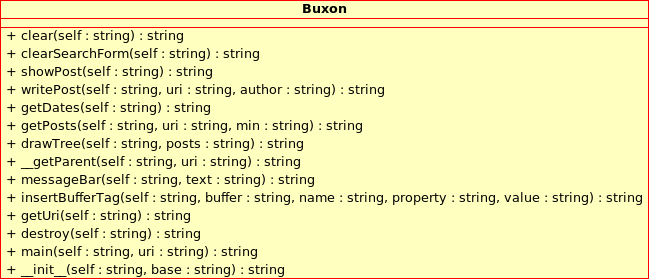 Buxon
+ clear(self : string) : string
+ clearSearchForm(self : string) : string
+ showPost(self : string) : string
+ writePost(self : string, uri : string, author : string) : string
+ getDates(self : string) : string
+ getPosts(self : string, uri : string, min : string) : string
+ drawTree(self : string, posts : string) : string
+ __getParent(self : string, uri : string) : string
+ messageBar(self : string, text : string) : string
+ insertBufferTag(self : string, buffer : string, name : string, property : string, value : string) : string
+ getUri(self : string) : string
+ destroy(self : string) : string
+ main(self : string, uri : string) : string
+ __init__(self : string, base : string) : string